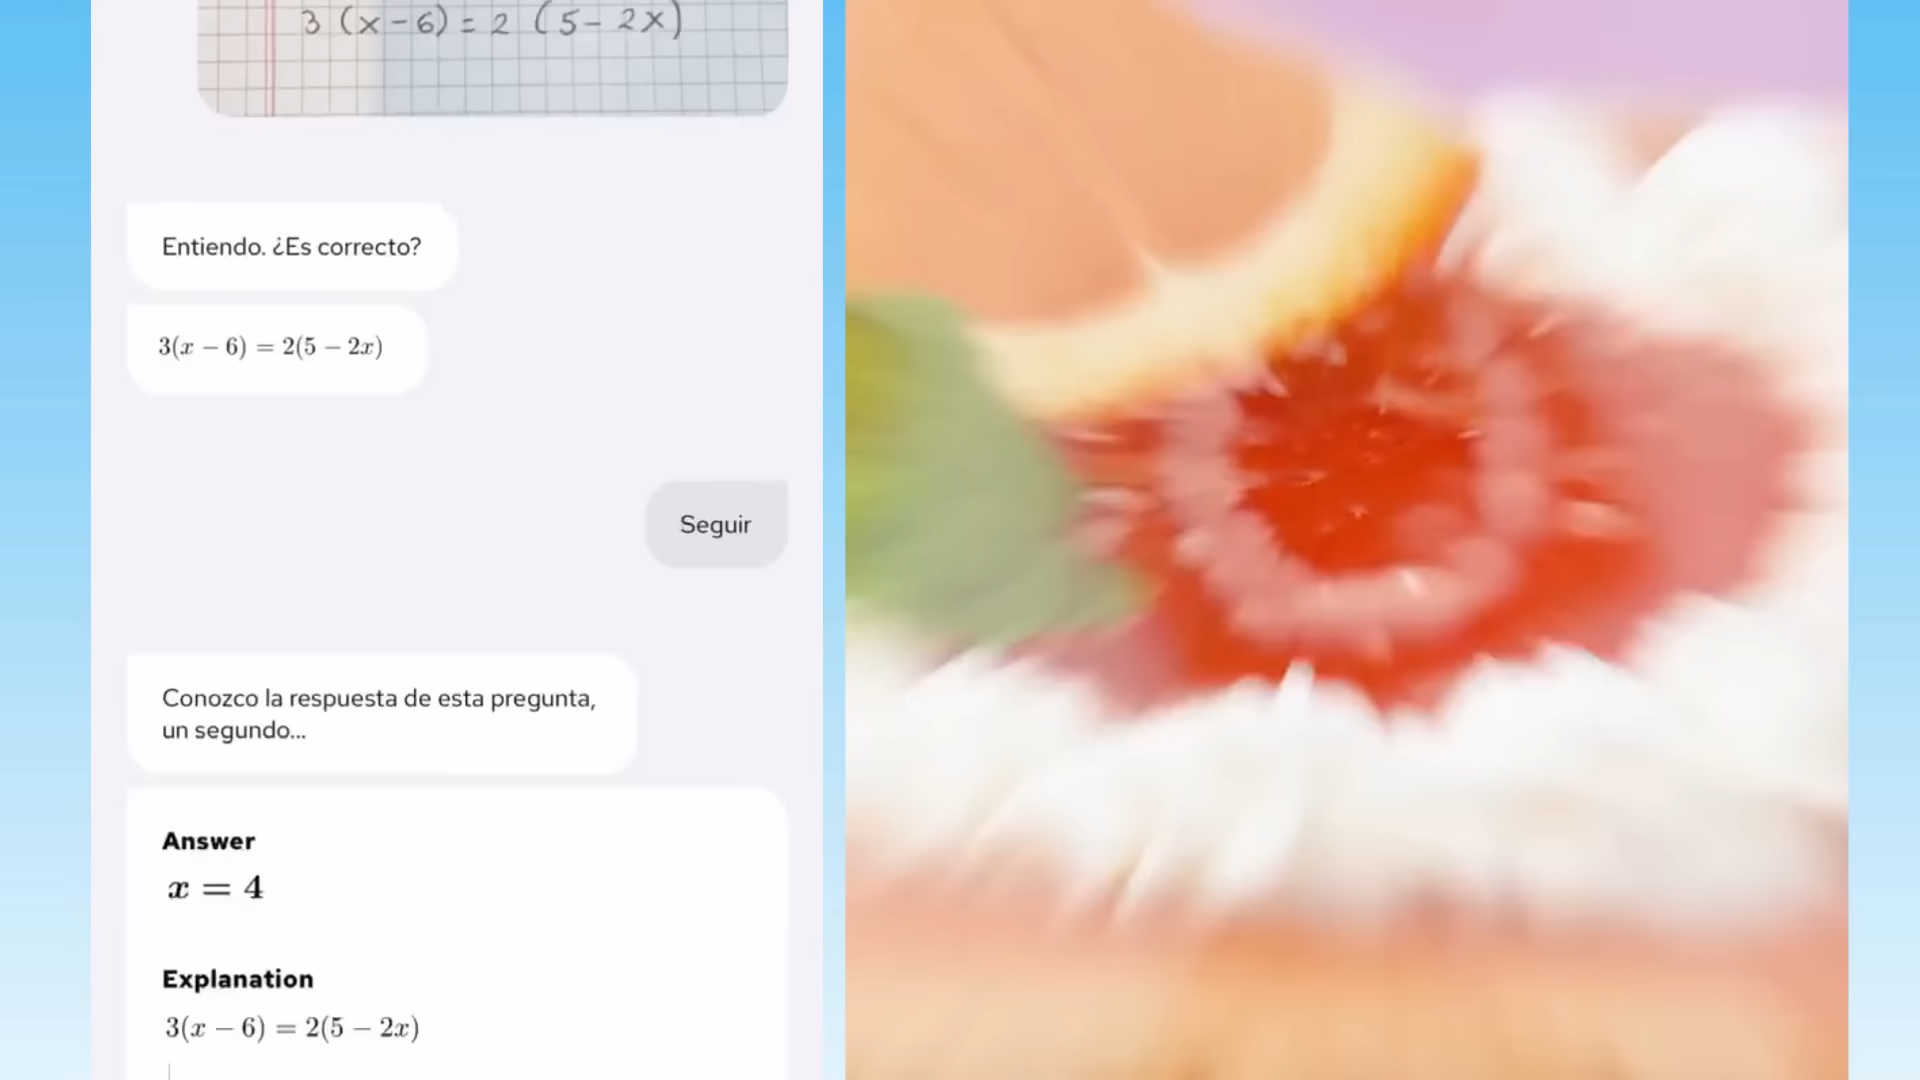 3 (x-6) = 2 (5- 2x)
Entiendo. ¿Es correcto?
3(x − 6) = 2(5 − 2x)
Seguir
Conozco la respuesta de esta pregunta,
un segundo...
Answer
x = 4
Explanation
3(x − 6) = 2(5 − 2x)